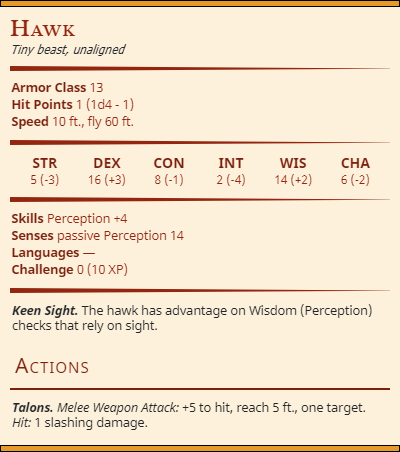 Hawk
Tiny beast, unaligned
Armor Class 13
Hit Points 1 (1d4 - 1)
Speed 10 ft., fly 60 ft.
STR DEX CON INT WIS CHA
5 (-3) 16 (+3) 8 (-1) 2 (-4) 14 (+2) 6 (-2)
Skills Perception +4
Senses passive Perception 14
Languages —
Challenge 0 (10 XP)
Keen Sight. The hawk has advantage on Wisdom (Perception)
checks that rely on sight.
Actions
Talons. Melee Weapon Attack: +5 to hit, reach 5 ft., one target.
Hit: 1 slashing damage.